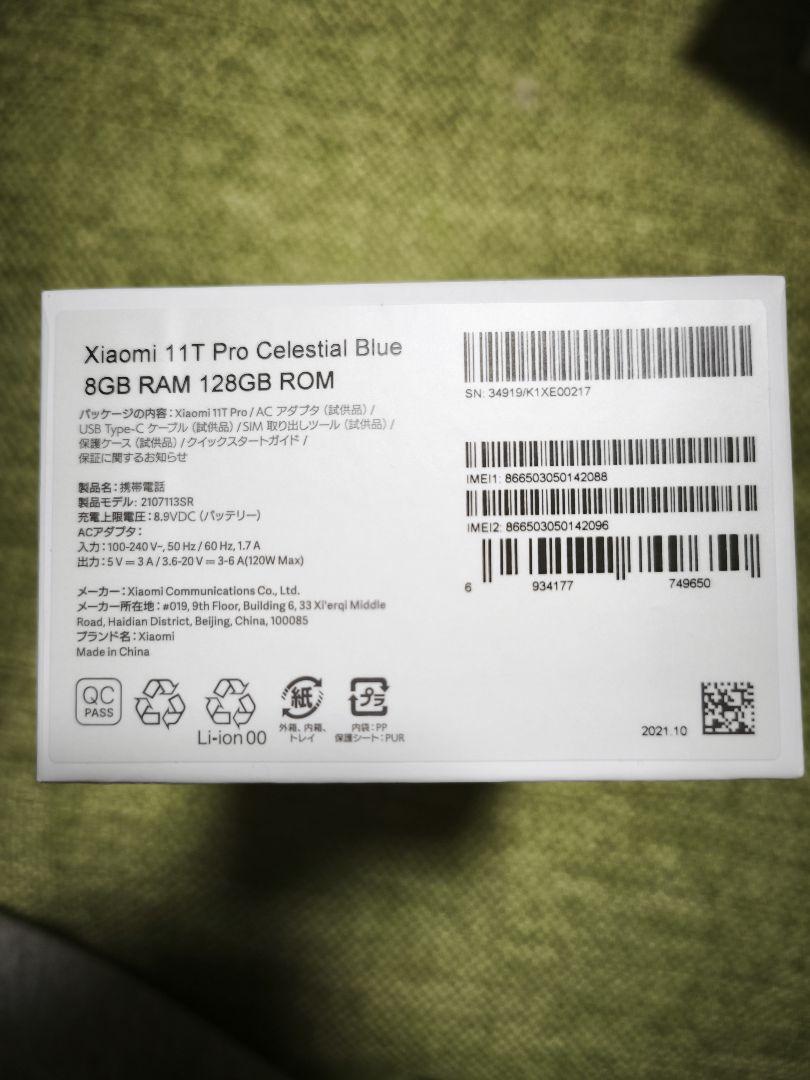 Xiaomi 11T Pro Celestial Blue
8GB RAM 128GB ROM
パッケージの内容：Xiaomi 11T Pro / AC アダプタ（試供品）/
USB Type-C ケーブル（試供品）/ SIM 取り出しツール（試供品）/
保護ケース（試供品）/ クイックスタートガイド /
保証に関するお知らせ
製品名：携帯電話
製品モデル: 2107113SR
充電上限電圧：8.9VDC（バッテリー）
ACアダプタ：
入力：100-240 V~, 50 Hz / 60 Hz, 1.7 A
出力：5 V ⎓ 3 A / 3.6-20 V ⎓ 3-6 A(120W Max)
メーカー：Xiaomi Communications Co., Ltd.
メーカー所在地：#019, 9th Floor, Building 6, 33 Xi'erqi Middle
Road, Haidian District, Beijing, China, 100085
ブランド名：Xiaomi
Made in China
QC
PASS
Li-ion 00
紙
外箱、内箱、
トレイ
プラ
内袋：PP
保護シート：PUR
SN: 34919/K1XE00217
IMEI1: 866503050142088
IMEI2: 866503050142096
6 934177 749650
2021.10